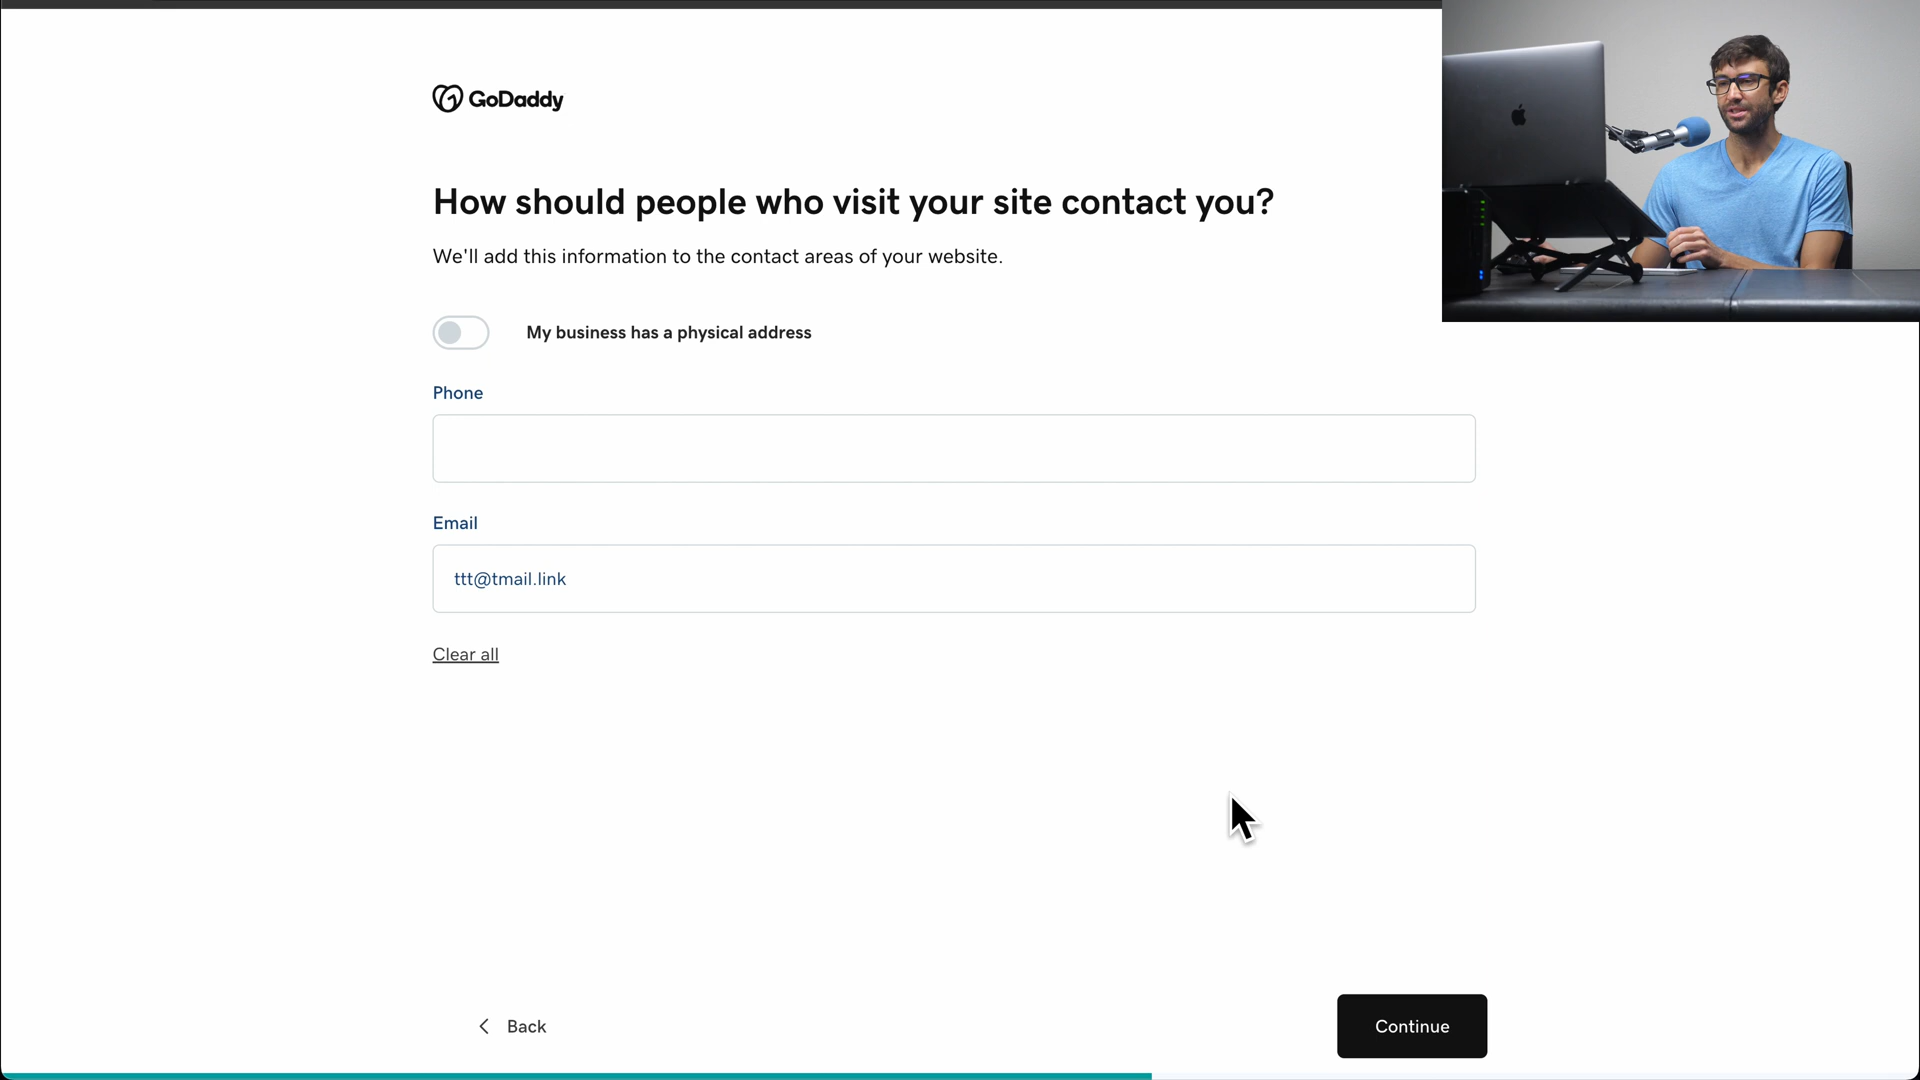 GoDaddy
How should people who visit your site contact you?
We'll add this information to the contact areas of your website.
My business has a physical address
Phone
Email
ttt@tmail.link
Clear all
Back
Continue